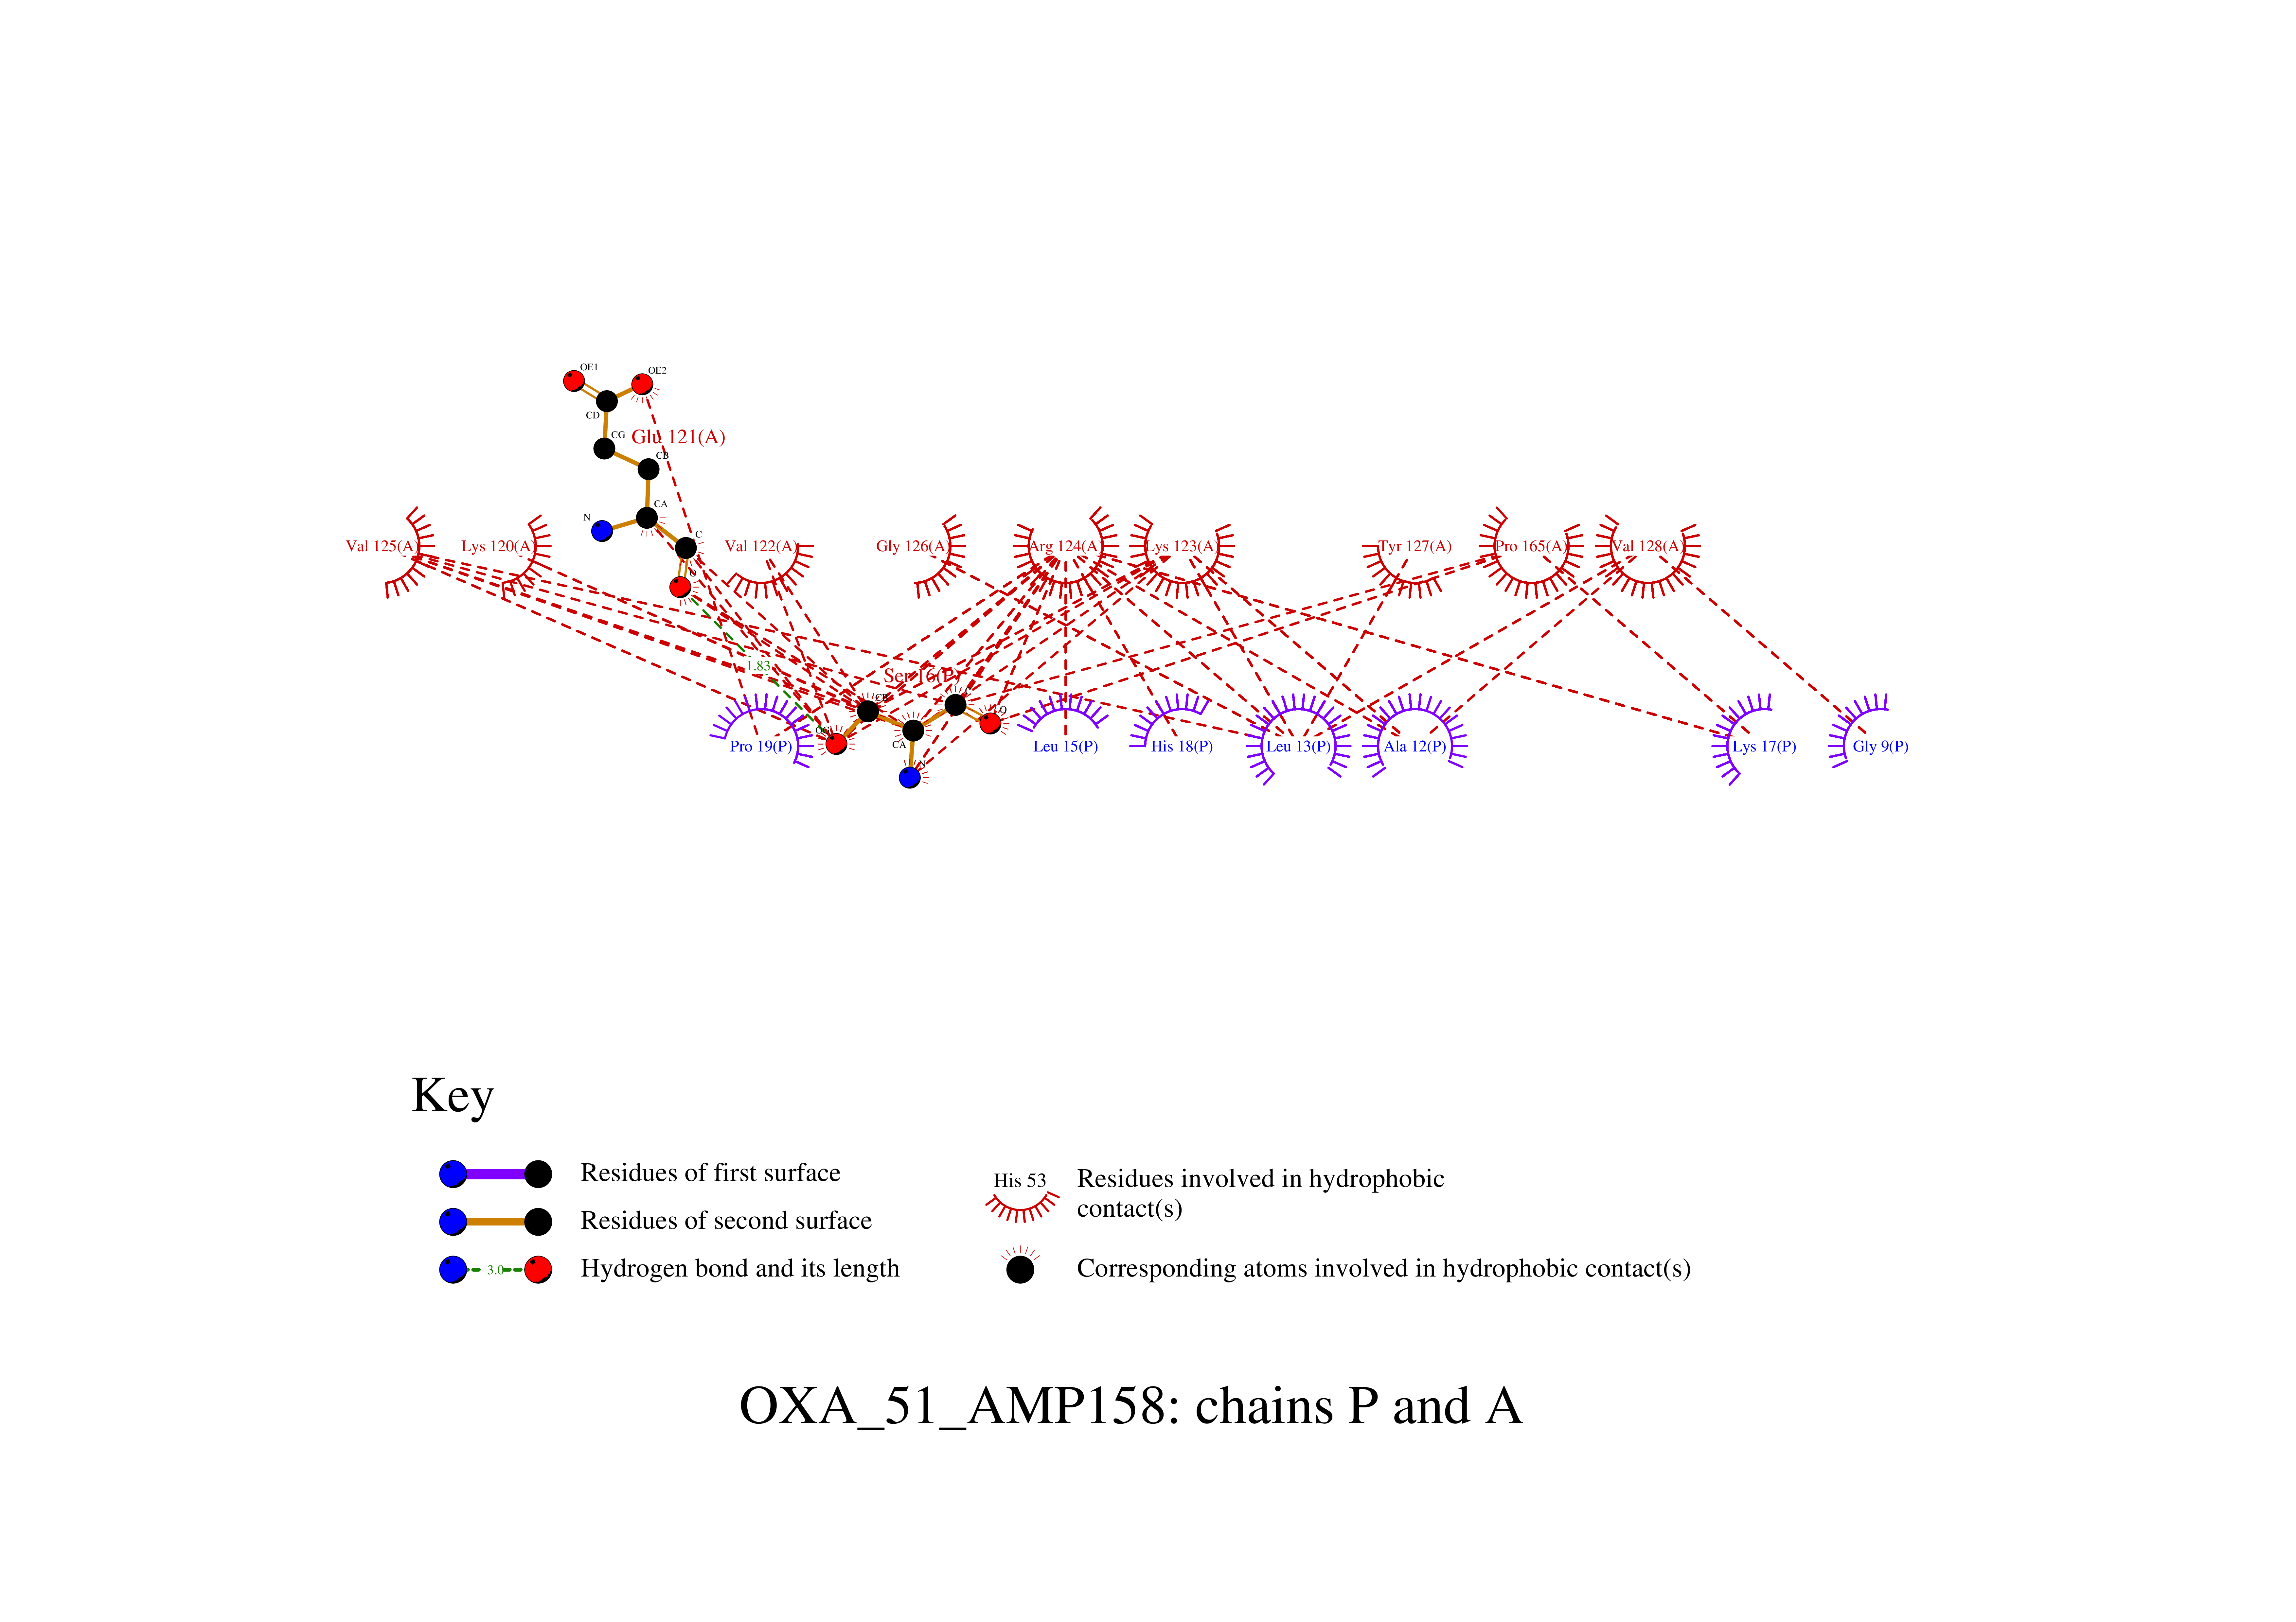 OE1
OE2
CD
CG
Glu 121(A)
CB
CA
N
C
O
Val 125(A)
Lys 120(A)
Val 122(A)
Gly 126(A)
Arg 124(A)
Lys 123(A)
Tyr 127(A)
Pro 165(A)
Val 128(A)
1.83
Ser 16(P)
CB
O
OG
CA
N
Pro 19(P)
Leu 15(P)
His 18(P)
Leu 13(P)
Ala 12(P)
Lys 17(P)
Gly 9(P)
Key
Residues of first surface
Residues of second surface
3.0
Hydrogen bond and its length
His 53
Residues involved in hydrophobic
contact(s)
Corresponding atoms involved in hydrophobic contact(s)
OXA_51_AMP158: chains P and A